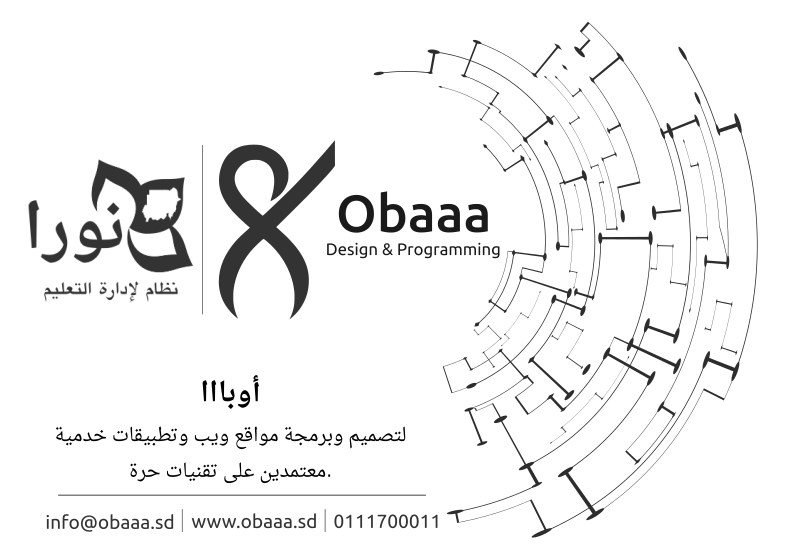 نورا
نظام لإدارة التعليم
Obaaa
Design & Programming
أوبااا
لتصميم وبرمجة مواقع ويب وتطبيقات خدمية
معتمدين على تقنيات حرة.
info@obaaa.sd | www.obaaa.sd | 0111700011